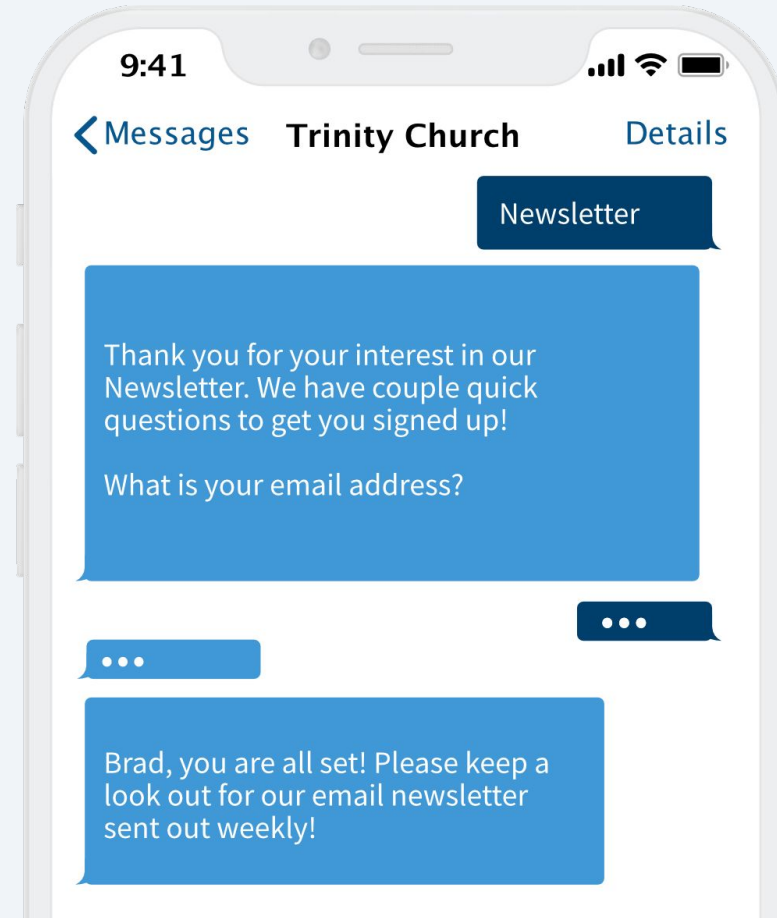 9:41
Messages Trinity Church Details
Newsletter
Thank you for your interest in our
Newsletter. We have couple quick
questions to get you signed up!
What is your email address?
•••
•••
Brad, you are all set! Please keep a
look out for our email newsletter
sent out weekly!